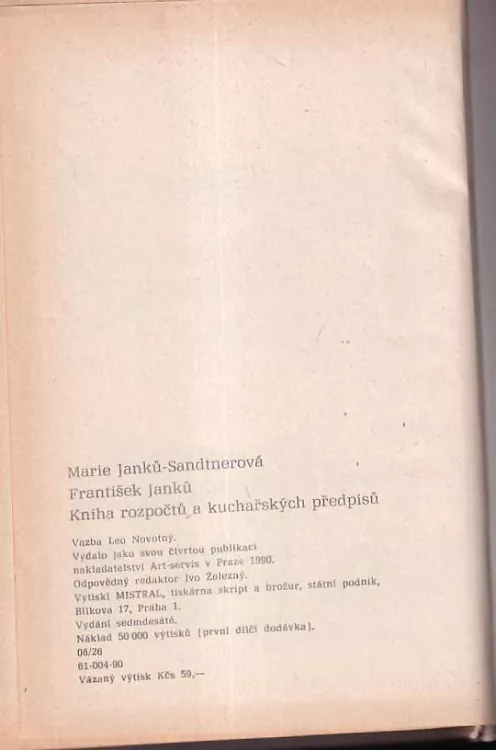 Marie Janků-Sandtnerová
František Janků
Kniha rozpočtů a kuchařských předpisů
Vazba Leo Novotný.
Vydalo jako svou čtvrtou publikaci
nakladatelství Art-servis v Praze 1990.
Odpovědný redaktor Ivo Železný.
Vytiskl MISTRAL, tiskárna skript a brožur, státní podnik,
Bílkova 17, Praha 1.
Vydání sedmdesáté.
Náklad 50 000 výtisků [první dílčí dodávka].
08/26
61-004-90
Vázaný výtisk Kčs 59,—